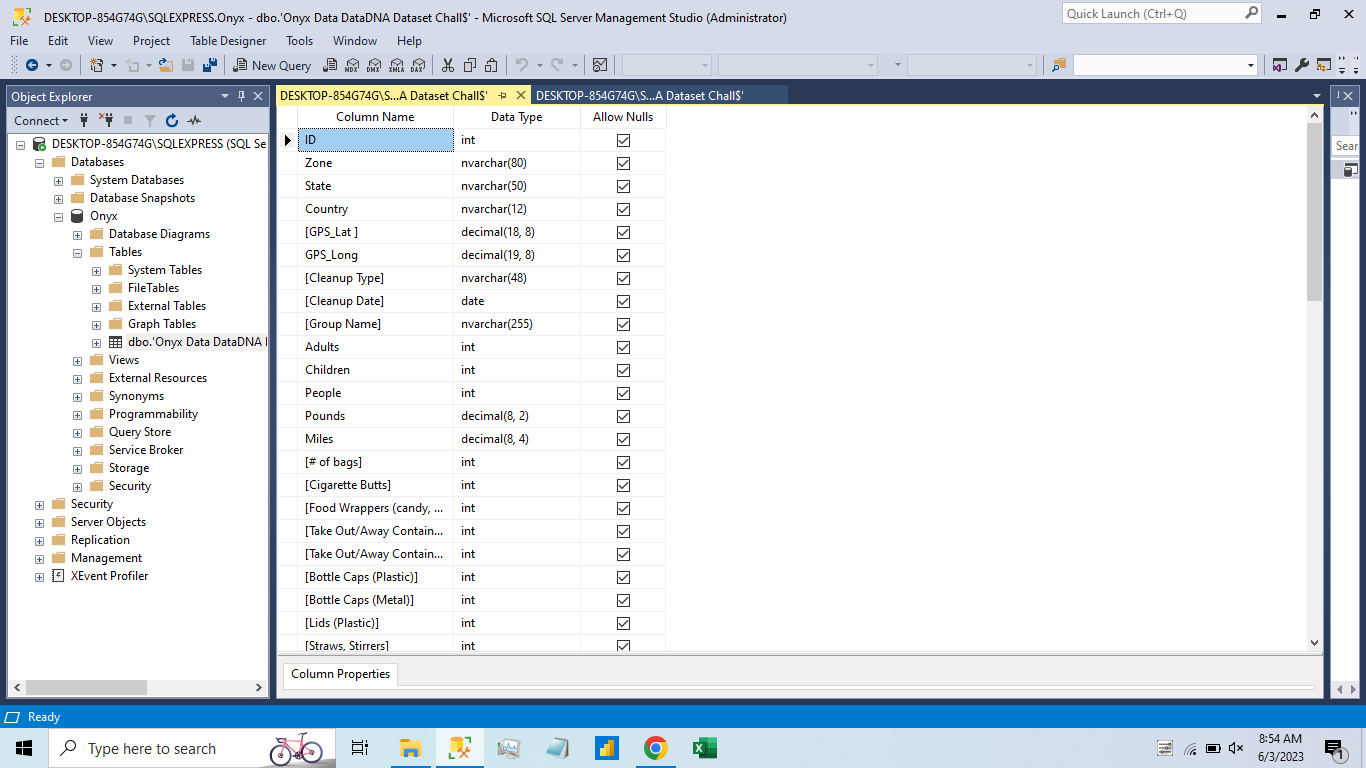 DESKTOP-854G74G\SQLEXPRESS.Onyx - dbo.'Onyx Data DataDNA Dataset Chall$' - Microsoft SQL Server Management Studio (Administrator)
Quick Launch (Ctrl+Q)
File Edit View Project Table Designer Tools Window Help
New Query MDX DMX XMLA DAX
Object Explorer
DESKTOP-854G74G\S...A Dataset Chall$' DESKTOP-854G74G\S...A Dataset Chall$'
Connect
DESKTOP-854G74G\SQLEXPRESS (SQL Se
Databases
System Databases
Database Snapshots
Onyx
Database Diagrams
Tables
System Tables
FileTables
External Tables
Graph Tables
dbo.'Onyx Data DataDNA
Views
External Resources
Synonyms
Programmability
Query Store
Service Broker
Storage
Security
Security
Server Objects
Replication
Management
XEvent Profiler
Column Name Data Type Allow Nulls
ID int
Zone nvarchar(80)
State nvarchar(50)
Country nvarchar(12)
[GPS_Lat ] decimal(18, 8)
GPS_Long decimal(19, 8)
[Cleanup Type] nvarchar(48)
[Cleanup Date] date
[Group Name] nvarchar(255)
Adults int
Children int
People int
Pounds decimal(8, 2)
Miles decimal(8, 4)
[# of bags] int
[Cigarette Butts] int
[Food Wrappers (candy, ... int
[Take Out/Away Contain... int
[Take Out/Away Contain... int
[Bottle Caps (Plastic)] int
[Bottle Caps (Metal)] int
[Lids (Plastic)] int
[Straws, Stirrers] int
Column Properties
Sear
Ready
Type here to search
8:54 AM
6/3/2023
1